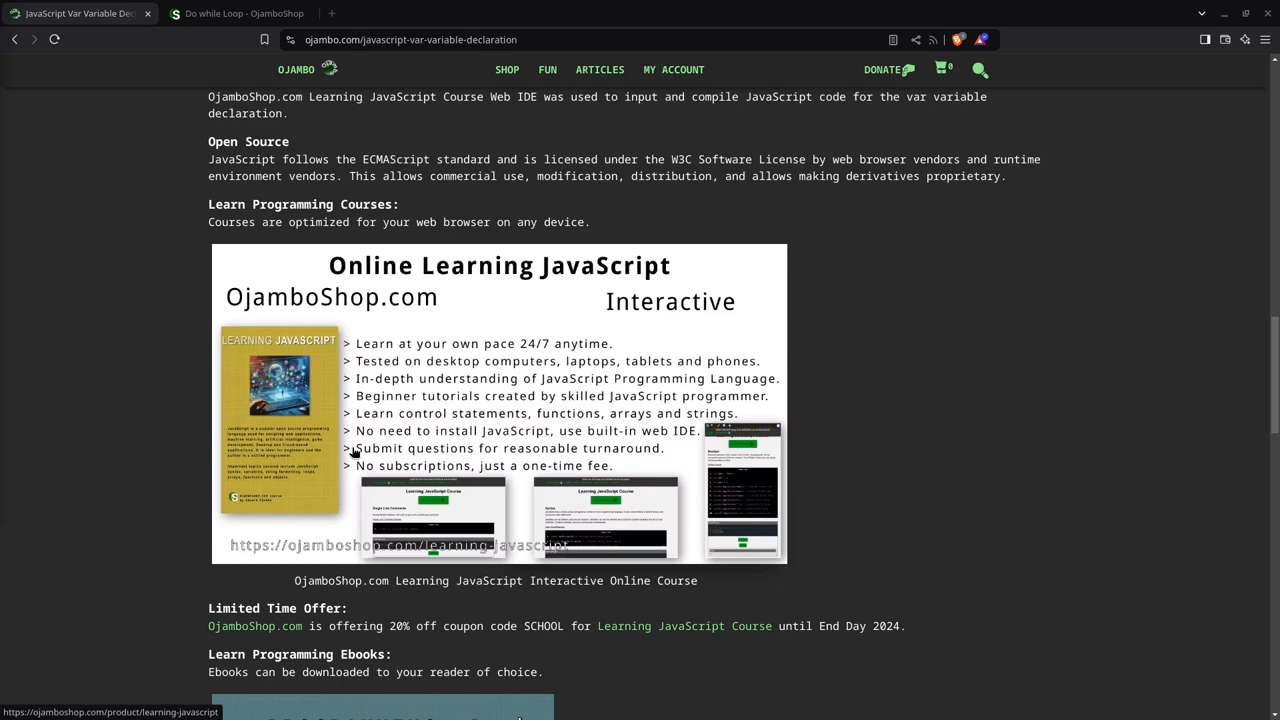 JavaScript Var Variable Decl
Do while Loop - OjamboShop
ojambo.com/javascript-var-variable-declaration
OJAMBO
SHOP
FUN
ARTICLES
MY ACCOUNT
DONATE
0
OjamboShop.com Learning JavaScript Course Web IDE was used to input and compile JavaScript code for the var variable
declaration.
Open Source
JavaScript follows the ECMAScript standard and is licensed under the W3C Software License by web browser vendors and runtime
environment vendors. This allows commercial use, modification, distribution, and allows making derivatives proprietary.
Learn Programming Courses:
Courses are optimized for your web browser on any device.
Online Learning JavaScript
OjamboShop.com
Interactive
LEARNING JAVASCRIPT
> Learn at your own pace 24/7 anytime.
> Tested on desktop computers, laptops, tablets and phones.
> In-depth understanding of JavaScript Programming Language.
> Beginner tutorials created by skilled JavaScript programmer.
> Learn control statements, functions, arrays and strings.
> No need to install JavaScript, use built-in web IDE.
> Submit questions for reasonable turnaround.
No subscriptions, just a one-time fee.
Learning JavaScript Course
Learning JavaScript Course
https://ojamboshop.com/learning-Javascript
OjamboShop.com Learning JavaScript Interactive Online Course
Limited Time Offer:
OjamboShop.com is offering 20% off coupon code SCHOOL for Learning JavaScript Course until End Day 2024.
Learn Programming Ebooks:
Ebooks can be downloaded to your reader of choice.
https://ojamboshop.com/product/learning-javascript